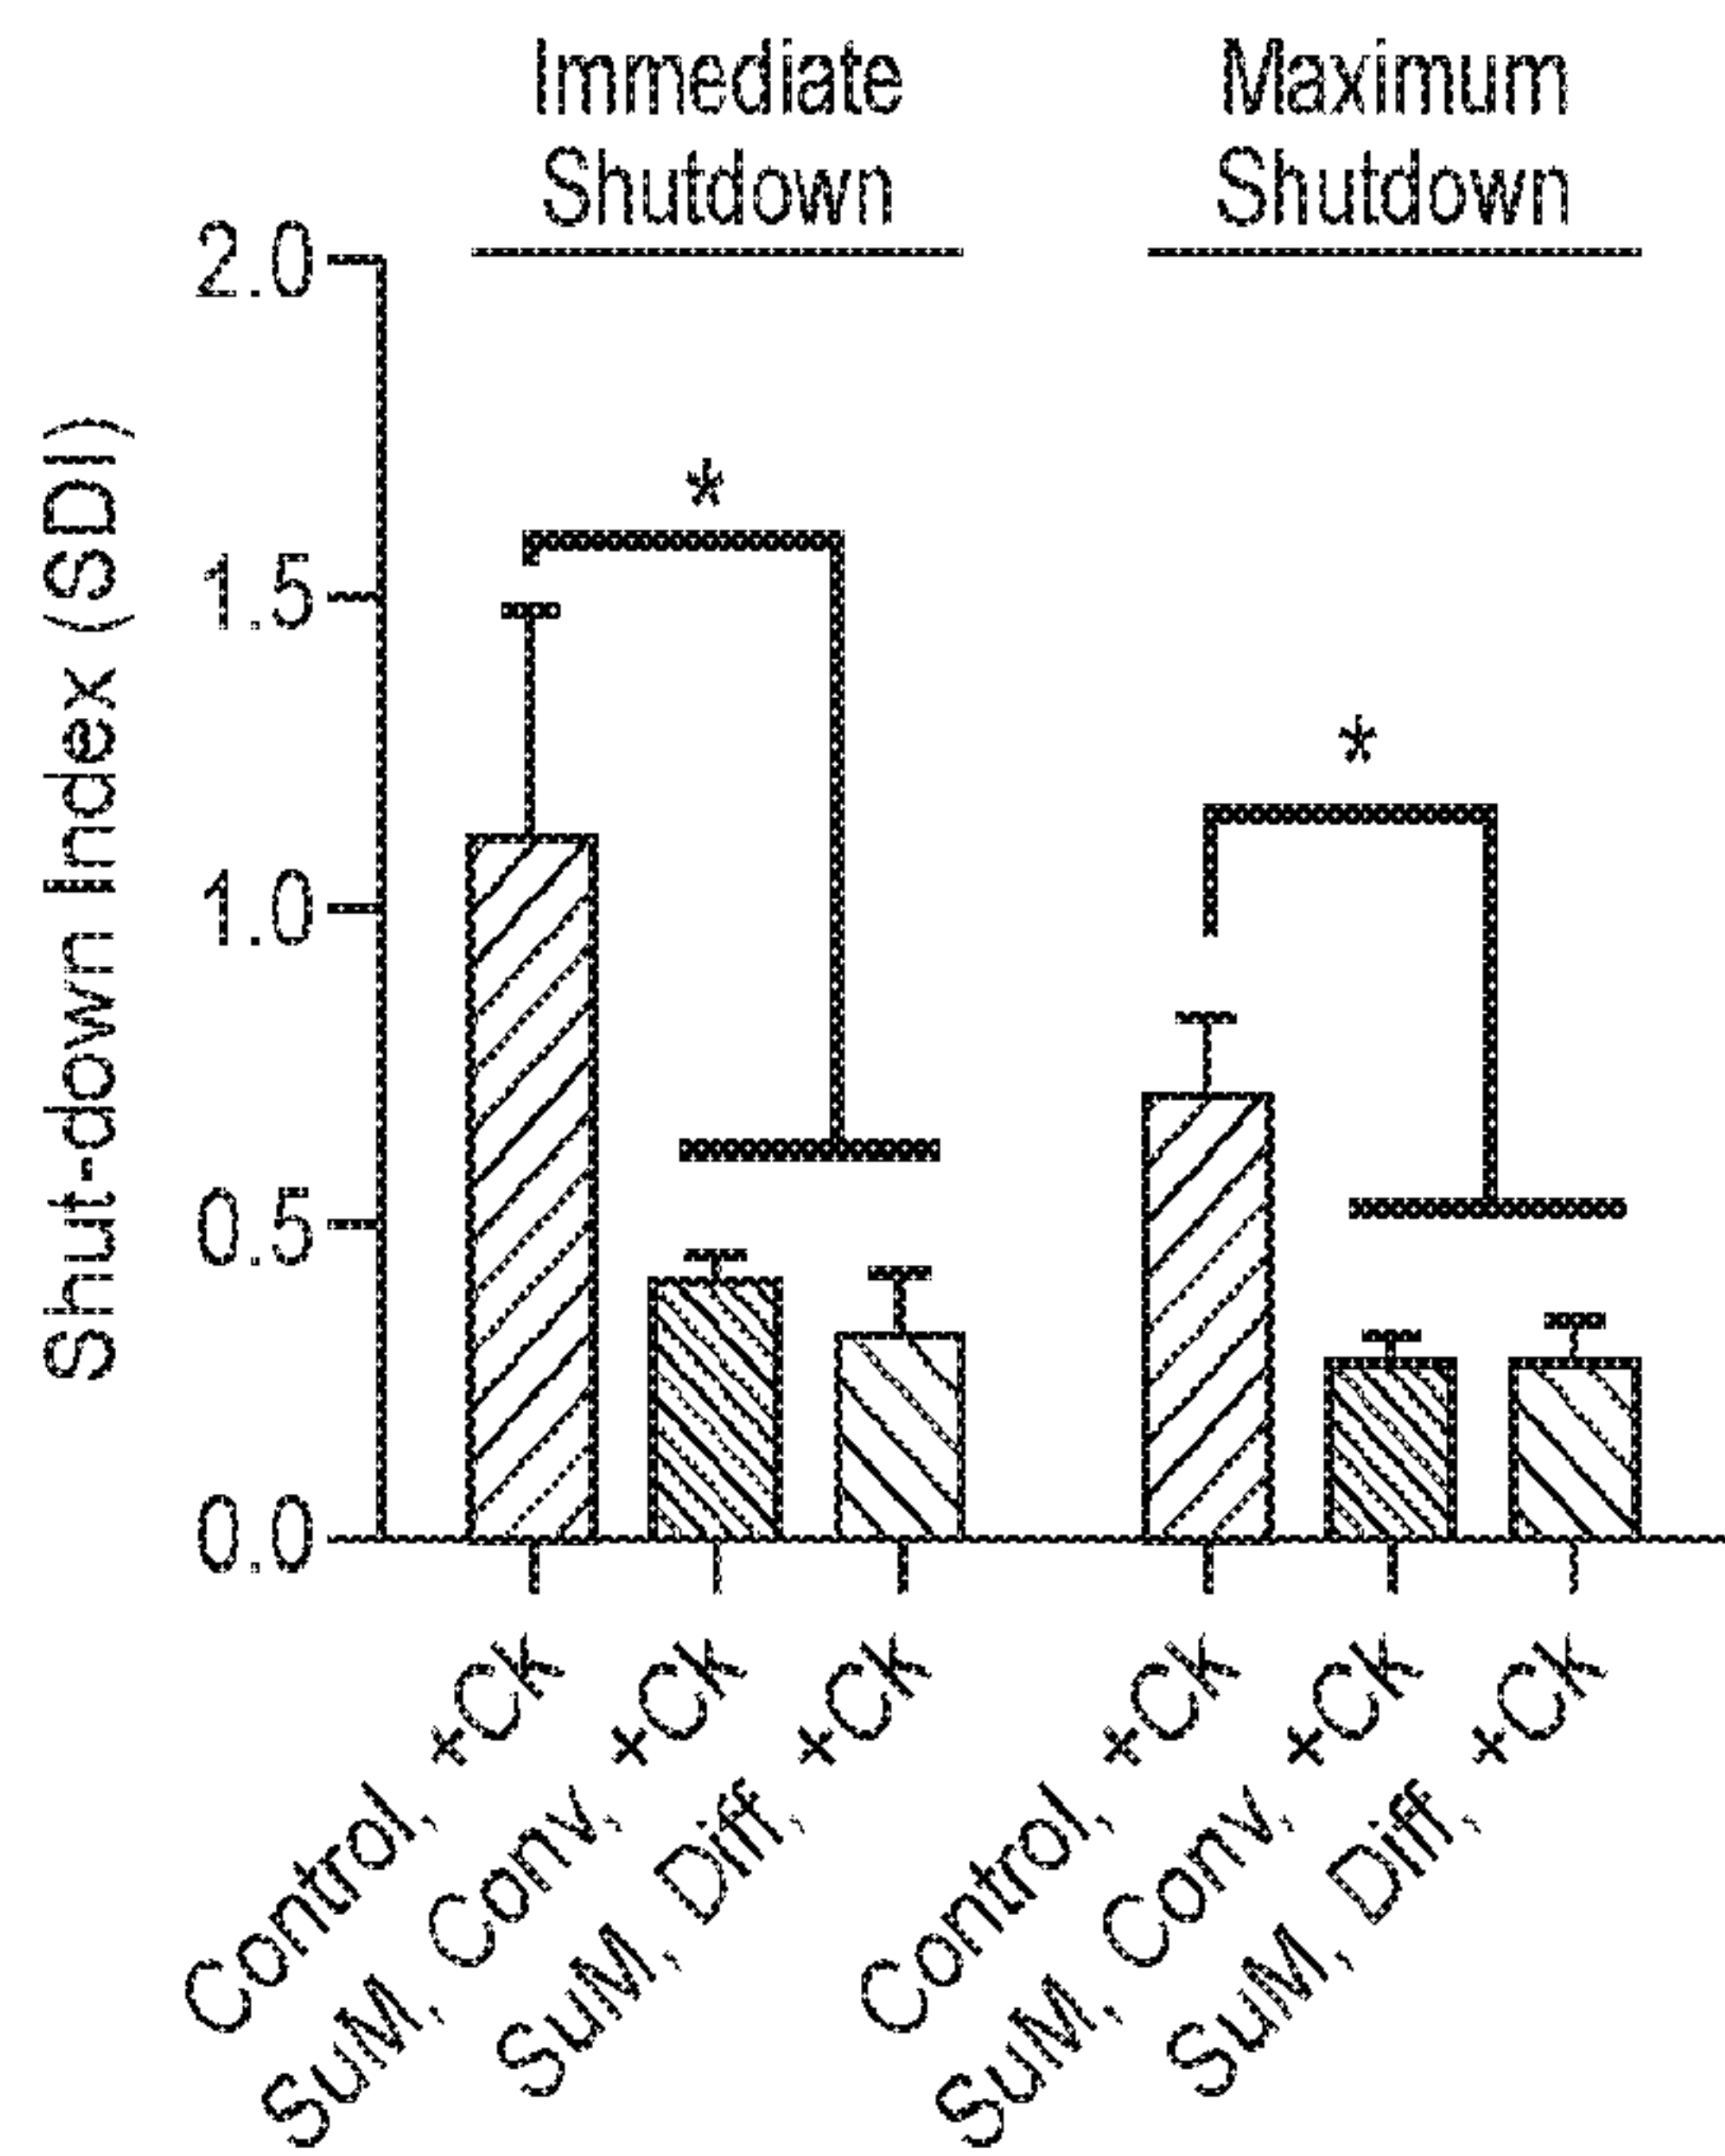 Immediate
Shutdown
Maximum
Shutdown
Shut-down Index (SDI)
2.0
1.5
1.0
0.5
0.0
*
*
Control, +Ck
SuM, Conv, +Ck
SuM, Diff, +Ck
Control, +Ck
SuM, Conv, +Ck
SuM, Diff, +Ck